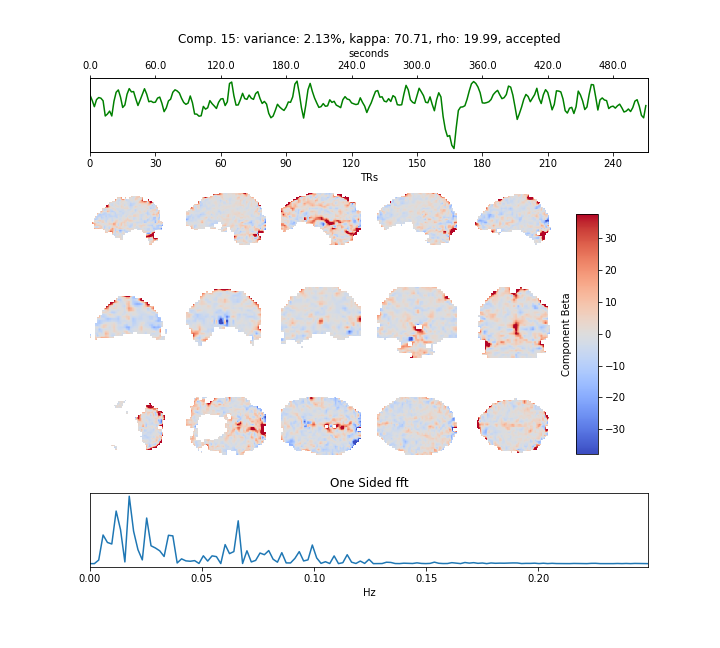 Comp. 15: variance: 2.13%, kappa: 70.71, rho: 19.99, accepted
seconds
0.0 60.0 120.0 180.0 240.0 300.0 360.0 420.0 480.0
0 30 60 90 120 150 180 210 240
TRs
30
20
10
0
−10
−20
−30
Component Beta
One Sided fft
0.00 0.05 0.10 0.15 0.20
Hz